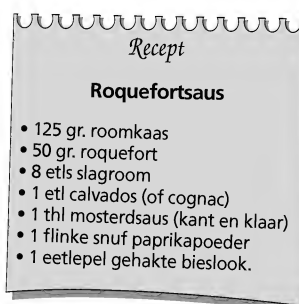 Recept
Roquefortsaus
• 125 gr. roomkaas
• 50 gr. roquefort
• 8 etls slagroom
• 1 etl calvados (of cognac)
• 1 thl mosterdsaus (kant en klaar)
• 1 flinke snuf paprikapoeder
• 1 eetlepel gehakte bieslook.